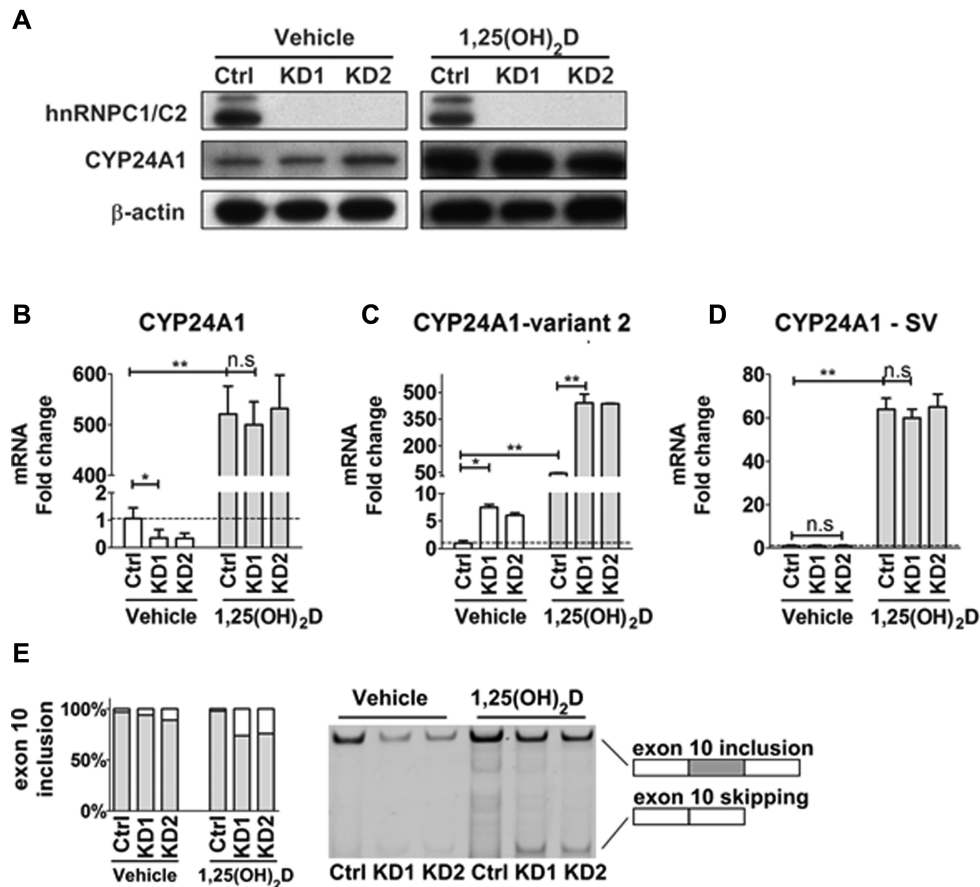 A
Vehicle
1,25(OH)2D
Ctrl KD1 KD2
Ctrl KD1 KD2
hnRNPC1/C2
CYP24A1
β-actin
B
CYP24A1
mRNA
Fold change
600
500
400
2
1
0
**
n.s
*
Ctrl
KD1
KD2
Ctrl
KD1
KD2
Vehicle
1,25(OH)2D
C
CYP24A1-variant 2
mRNA
Fold change
500
300
50
10
5
0
**
**
*
Ctrl
KD1
KD2
Ctrl
KD1
KD2
Vehicle
1,25(OH)2D
D
CYP24A1 - SV
mRNA
Fold change
80
60
40
20
0
**
n.s
n.s
Ctrl
KD1
KD2
Ctrl
KD1
KD2
Vehicle
1,25(OH)2D
E
exon 10
inclusion
100%
50%
0%
Ctrl
KD1
KD2
Ctrl
KD1
KD2
Vehicle
1,25(OH)2D
Vehicle
1,25(OH)2D
Ctrl KD1 KD2 Ctrl KD1 KD2
exon 10 inclusion
exon 10 skipping